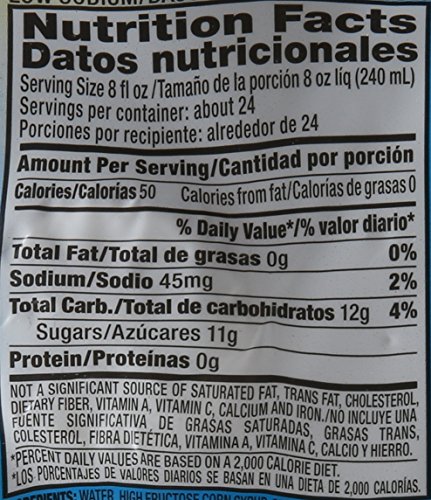 LOW SODIUM/BAJO
Nutrition Facts
Datos nutricionales
Serving Size 8 fl oz /Tamaño de la porción 8 oz líq (240 mL)
Servings per container: about 24
Porciones por recipiente: alrededor de 24
Amount Per Serving/Cantidad por porción
Calories/Calorías 50 Calories from fat/Calorías de grasas 0
% Daily Value*/% valor diario*
Total Fat/Total de grasas 0g 0%
Sodium/Sodio 45mg 2%
Total Carb./Total de carbohidratos 12g 4%
Sugars/Azúcares 11g
Protein/Proteínas 0g
NOT A SIGNIFICANT SOURCE OF SATURATED FAT, TRANS FAT, CHOLESTEROL,
DIETARY FIBER, VITAMIN A, VITAMIN C, CALCIUM AND IRON./NO INCLUYE UNA
FUENTE SIGNIFICATIVA DE GRASAS SATURADAS, GRASAS TRANS,
COLESTEROL, FIBRA DIETÉTICA, VITAMINA A, VITAMINA C, CALCIO Y HIERRO.
*PERCENT DAILY VALUES ARE BASED ON A 2,000 CALORIE DIET.
*LOS PORCENTAJES DE VALORES DIARIOS SE BASAN EN UNA DIETA DE 2,000 CALORÍAS.
INGREDIENTS: WATER, HIGH FRUCTOSE CORN